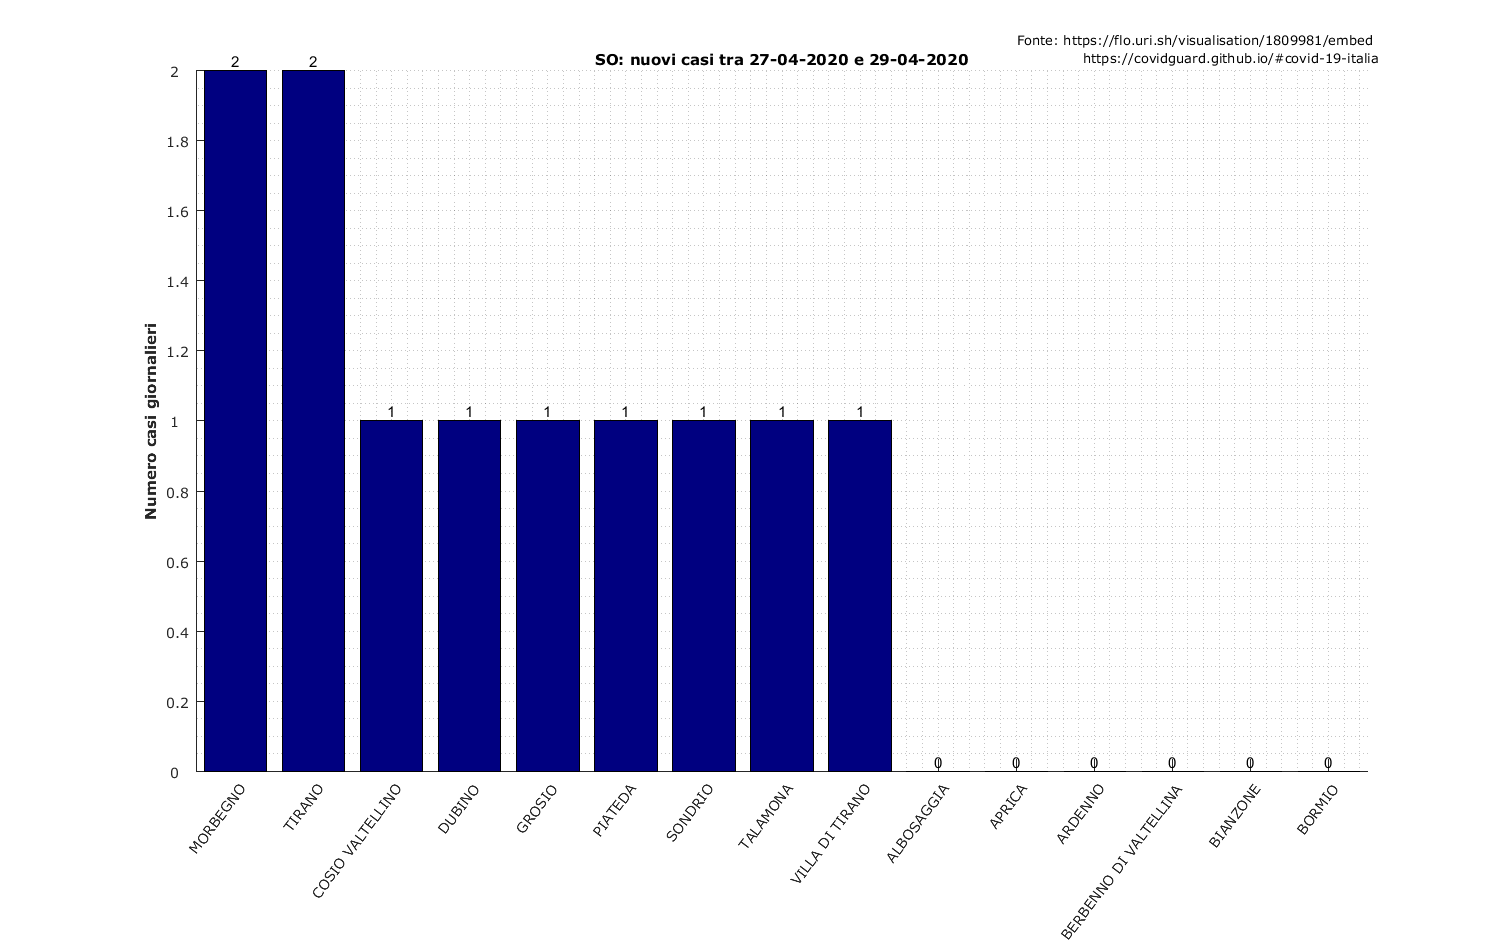 Fonte: https://flo.uri.sh/visualisation/1809981/embed
https://covidguard.github.io/#covid-19-italia
SO: nuovi casi tra 27-04-2020 e 29-04-2020
Numero casi giornalieri
2
1.8
1.6
1.4
1.2
1
0.8
0.6
0.4
0.2
0
2 2 1 1 1 1 1 1 1 0 0 0 0 0 0
MORBEGNO
TIRANO
COSIO VALTELLINO
DUBINO
GROSIO
PIATEDA
SONDRIO
TALAMONA
VILLA DI TIRANO
ALBOSAGGIA
APRICA
ARDENNO
BERBENNO DI VALTELLINA
BIANZONE
BORMIO